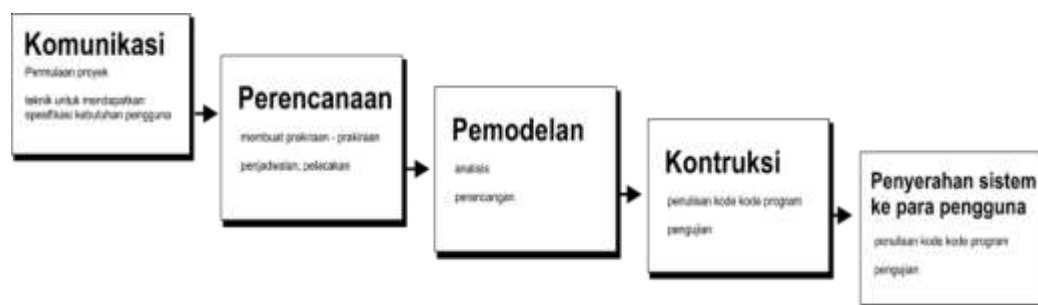 Komunikasi
Permulaan proyek
teknik untuk mendapatkan
spesifikasi kebutuhan pengguna
Perencanaan
membuat prakiraan - prakiraan
penjadwalan, pelacakan
Pemodelan
analisis
perancangan
Kontruksi
penulisan kode kode program
pengujian
Penyerahan sistem
ke para pengguna
penulisan kode kode program
pengujian